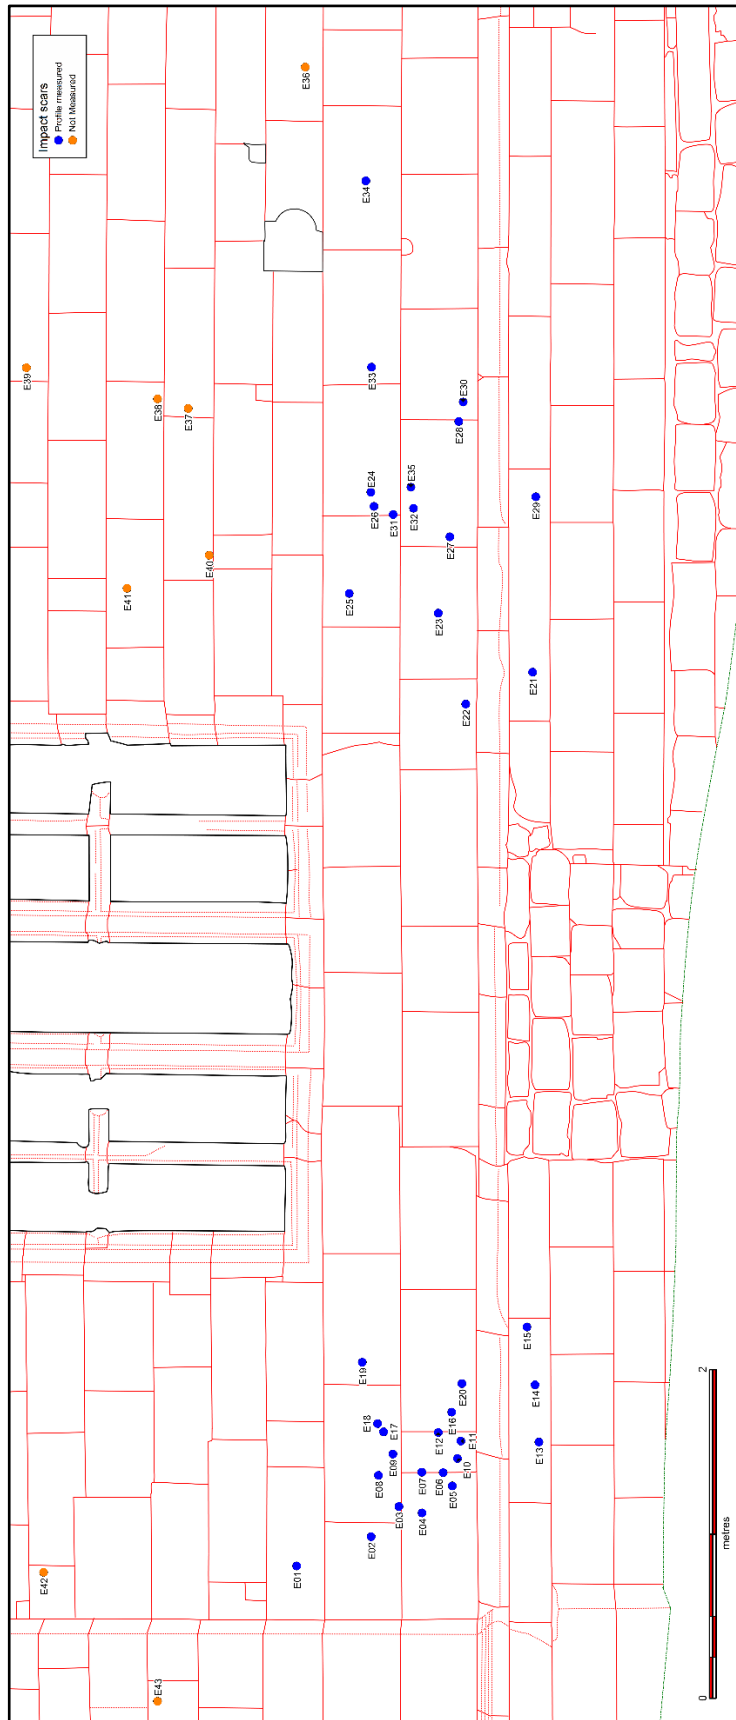 Impact scars
Profile measured
Not Measured
E36
E34
E39
E33
E38
E37
E30
E28
E24
E35
E26
E31
E32
E29
E27
E40
E41
E25
E23
E21
E22
E15
E19
E20
E14
E18
E16
E17
E12
E11
E13
E09
E10
E08
E07
E06
E05
E03
E04
E02
E01
E42
E43
0
2
metres